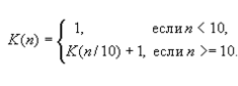 K(n) = { 1, если n < 10,
K(n/10) + 1, если n >= 10.